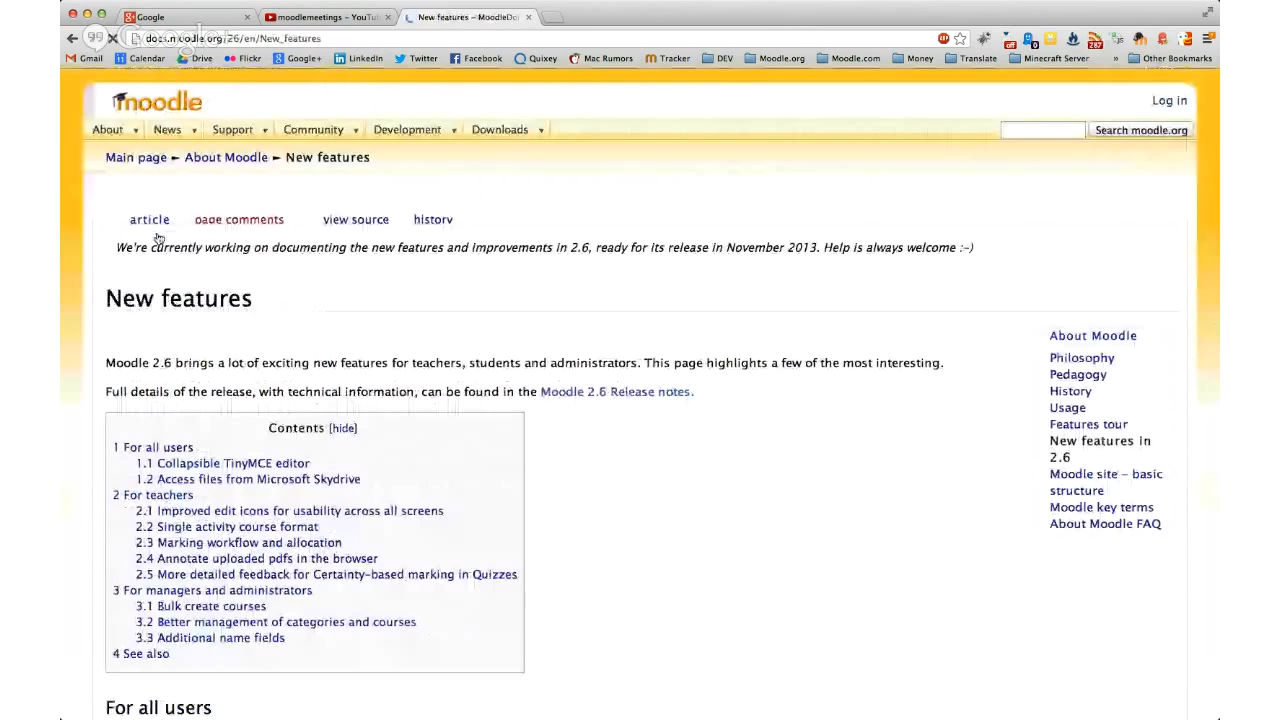 Google
moodlemeetings – YouTu
New features – MoodleDo
docs.moodle.org/26/en/New_features
Gmail Calendar Drive Flickr Google+ LinkedIn Twitter Facebook Quixey Mac Rumors Tracker DEV Moodle.org Moodle.com Money Translate Minecraft Server » Other Bookmarks
moodle
Log in
About News Support Community Development Downloads
Search moodle.org
Main page ► About Moodle ► New features
article page comments view source history
We're currently working on documenting the new features and improvements in 2.6, ready for its release in November 2013. Help is always welcome :-)
New features
Moodle 2.6 brings a lot of exciting new features for teachers, students and administrators. This page highlights a few of the most interesting.
Full details of the release, with technical information, can be found in the Moodle 2.6 Release notes.
Contents [hide]
1 For all users
1.1 Collapsible TinyMCE editor
1.2 Access files from Microsoft Skydrive
2 For teachers
2.1 Improved edit icons for usability across all screens
2.2 Single activity course format
2.3 Marking workflow and allocation
2.4 Annotate uploaded pdfs in the browser
2.5 More detailed feedback for Certainty-based marking in Quizzes
3 For managers and administrators
3.1 Bulk create courses
3.2 Better management of categories and courses
3.3 Additional name fields
4 See also
About Moodle
Philosophy
Pedagogy
History
Usage
Features tour
New features in
2.6
Moodle site – basic
structure
Moodle key terms
About Moodle FAQ
For all users